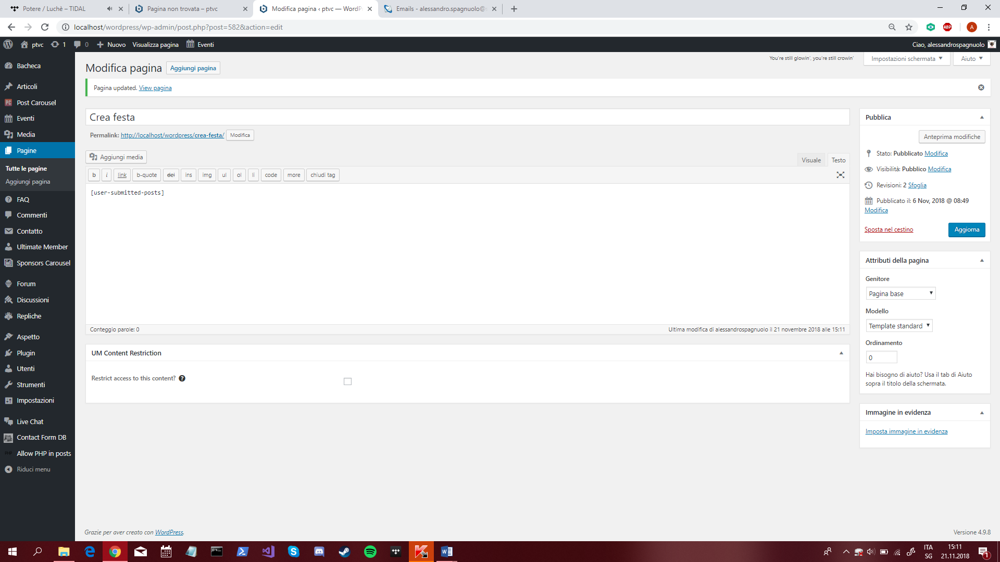 Potere / Luchè – TIDAL
Pagina non trovata – ptvc
Modifica pagina ‹ ptvc — WordP
Emails - alessandro.spagnuolo@
localhost/wordpress/wp-admin/post.php?post=582&action=edit
ABP
A
ptvc
1
0
Nuovo
Visualizza pagina
Eventi
Ciao, alessandrospagnuolo
Bacheca
Articoli
PC
Post Carousel
Eventi
Media
Pagine
Tutte le pagine
Aggiungi pagina
FAQ
Commenti
Contatto
Ultimate Member
Sponsors Carousel
Forum
Discussioni
Repliche
Aspetto
Plugin
Utenti
Strumenti
Impostazioni
Live Chat
Contact Form DB
PHP
Allow PHP in posts
Riduci menu
You're still glowin', you're still crowin'
Impostazioni schermata
Aiuto
Modifica pagina
Aggiungi pagina
Pagina updated. View pagina
Crea festa
Permalink: http://localhost/wordpress/crea-festa/
Modifica
Aggiungi media
Visuale
Testo
b
i
link
b-quote
del
ins
img
ul
ol
li
code
more
chiudi tag
[user-submitted-posts]
Conteggio parole: 0
Ultima modifica di alessandrospagnuolo il 21 novembre 2018 alle 15:11
UM Content Restriction
Restrict access to this content?
Pubblica
Anteprima modifiche
Stato: Pubblicato Modifica
Visibilità: Pubblico Modifica
Revisioni: 2 Sfoglia
Pubblicato il: 6 Nov, 2018 @ 08:49
Modifica
Sposta nel cestino
Aggiorna
Attributi della pagina
Genitore
Pagina base
Modello
Template standard
Ordinamento
0
Hai bisogno di aiuto? Usa il tab di Aiuto
sopra il titolo della schermata.
Immagine in evidenza
Imposta immagine in evidenza
Grazie per aver creato con WordPress.
Versione 4.9.8
ITA
SG
15:11
21.11.2018
1